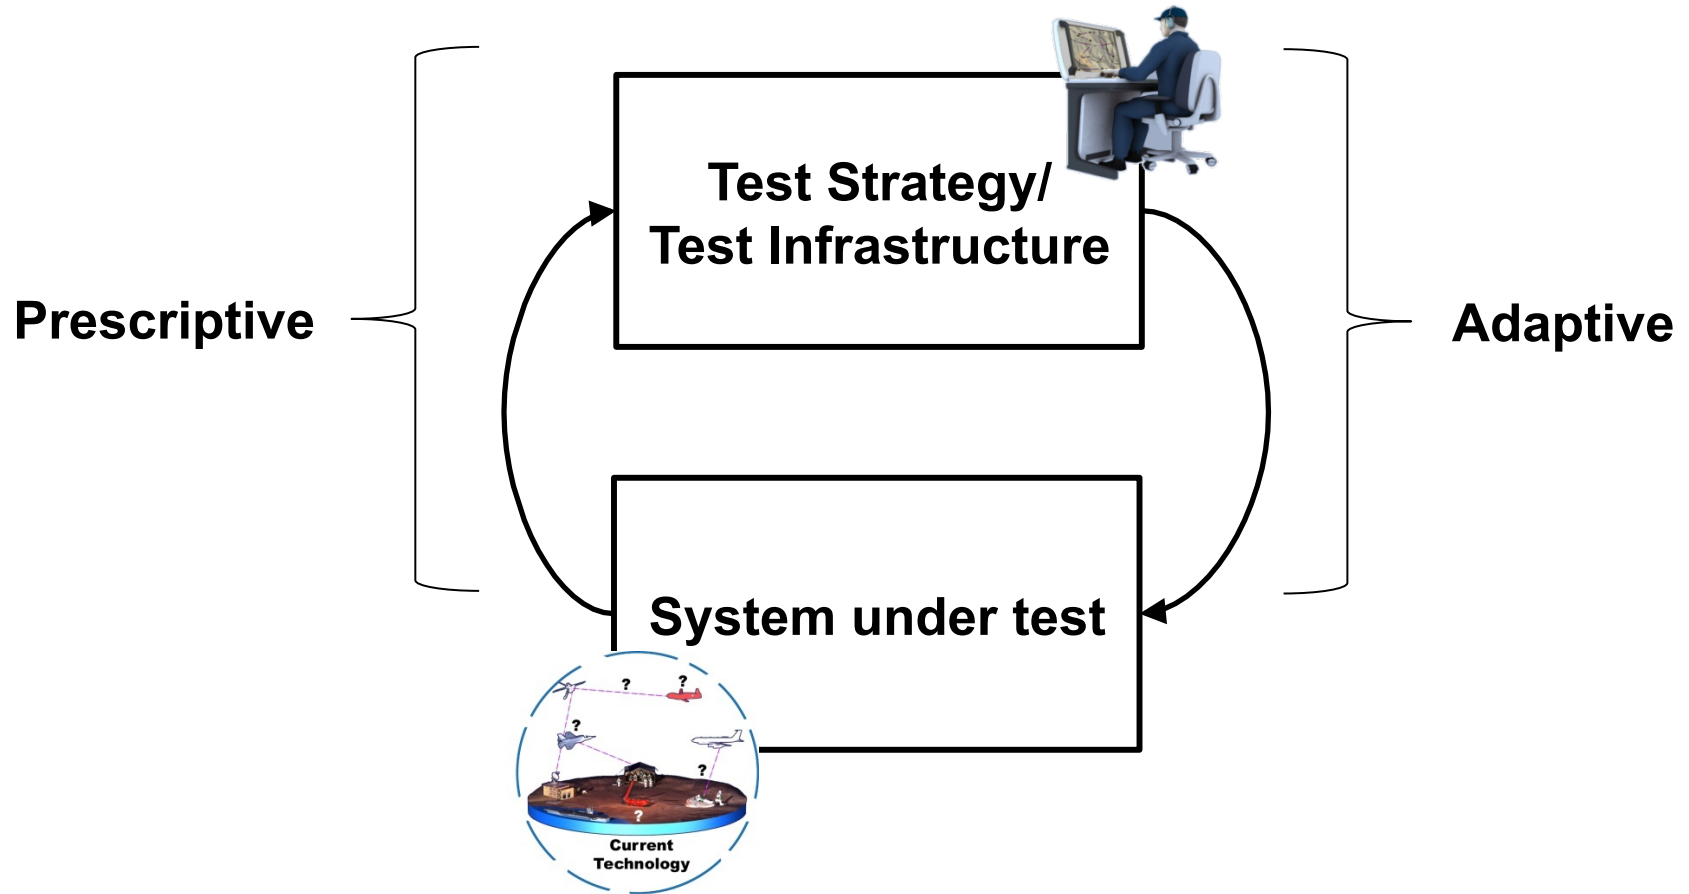 Test Strategy/
Test Infrastructure
Prescriptive
Adaptive
System under test
?
?
?
?
?
Current
Technology